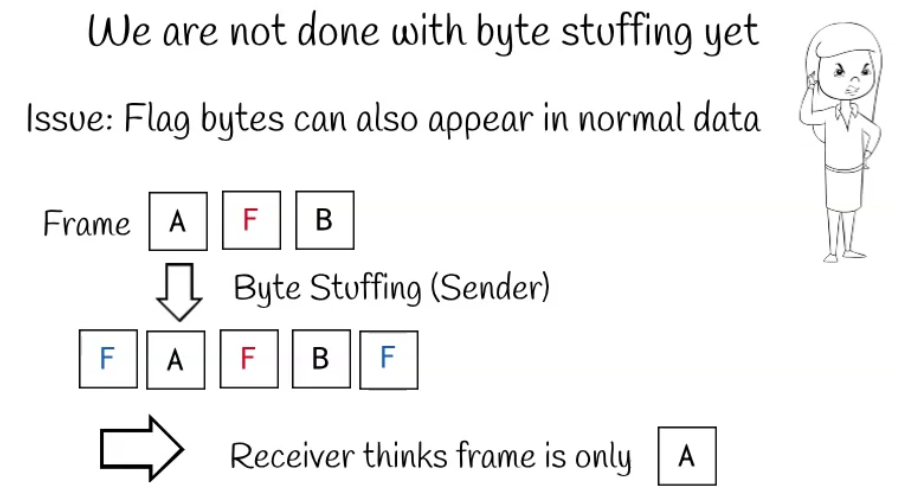 We are not done with byte stuffing yet
Issue: Flag bytes can also appear in normal data
Frame A F B
Byte Stuffing (Sender)
F A F B F
Receiver thinks frame is only A